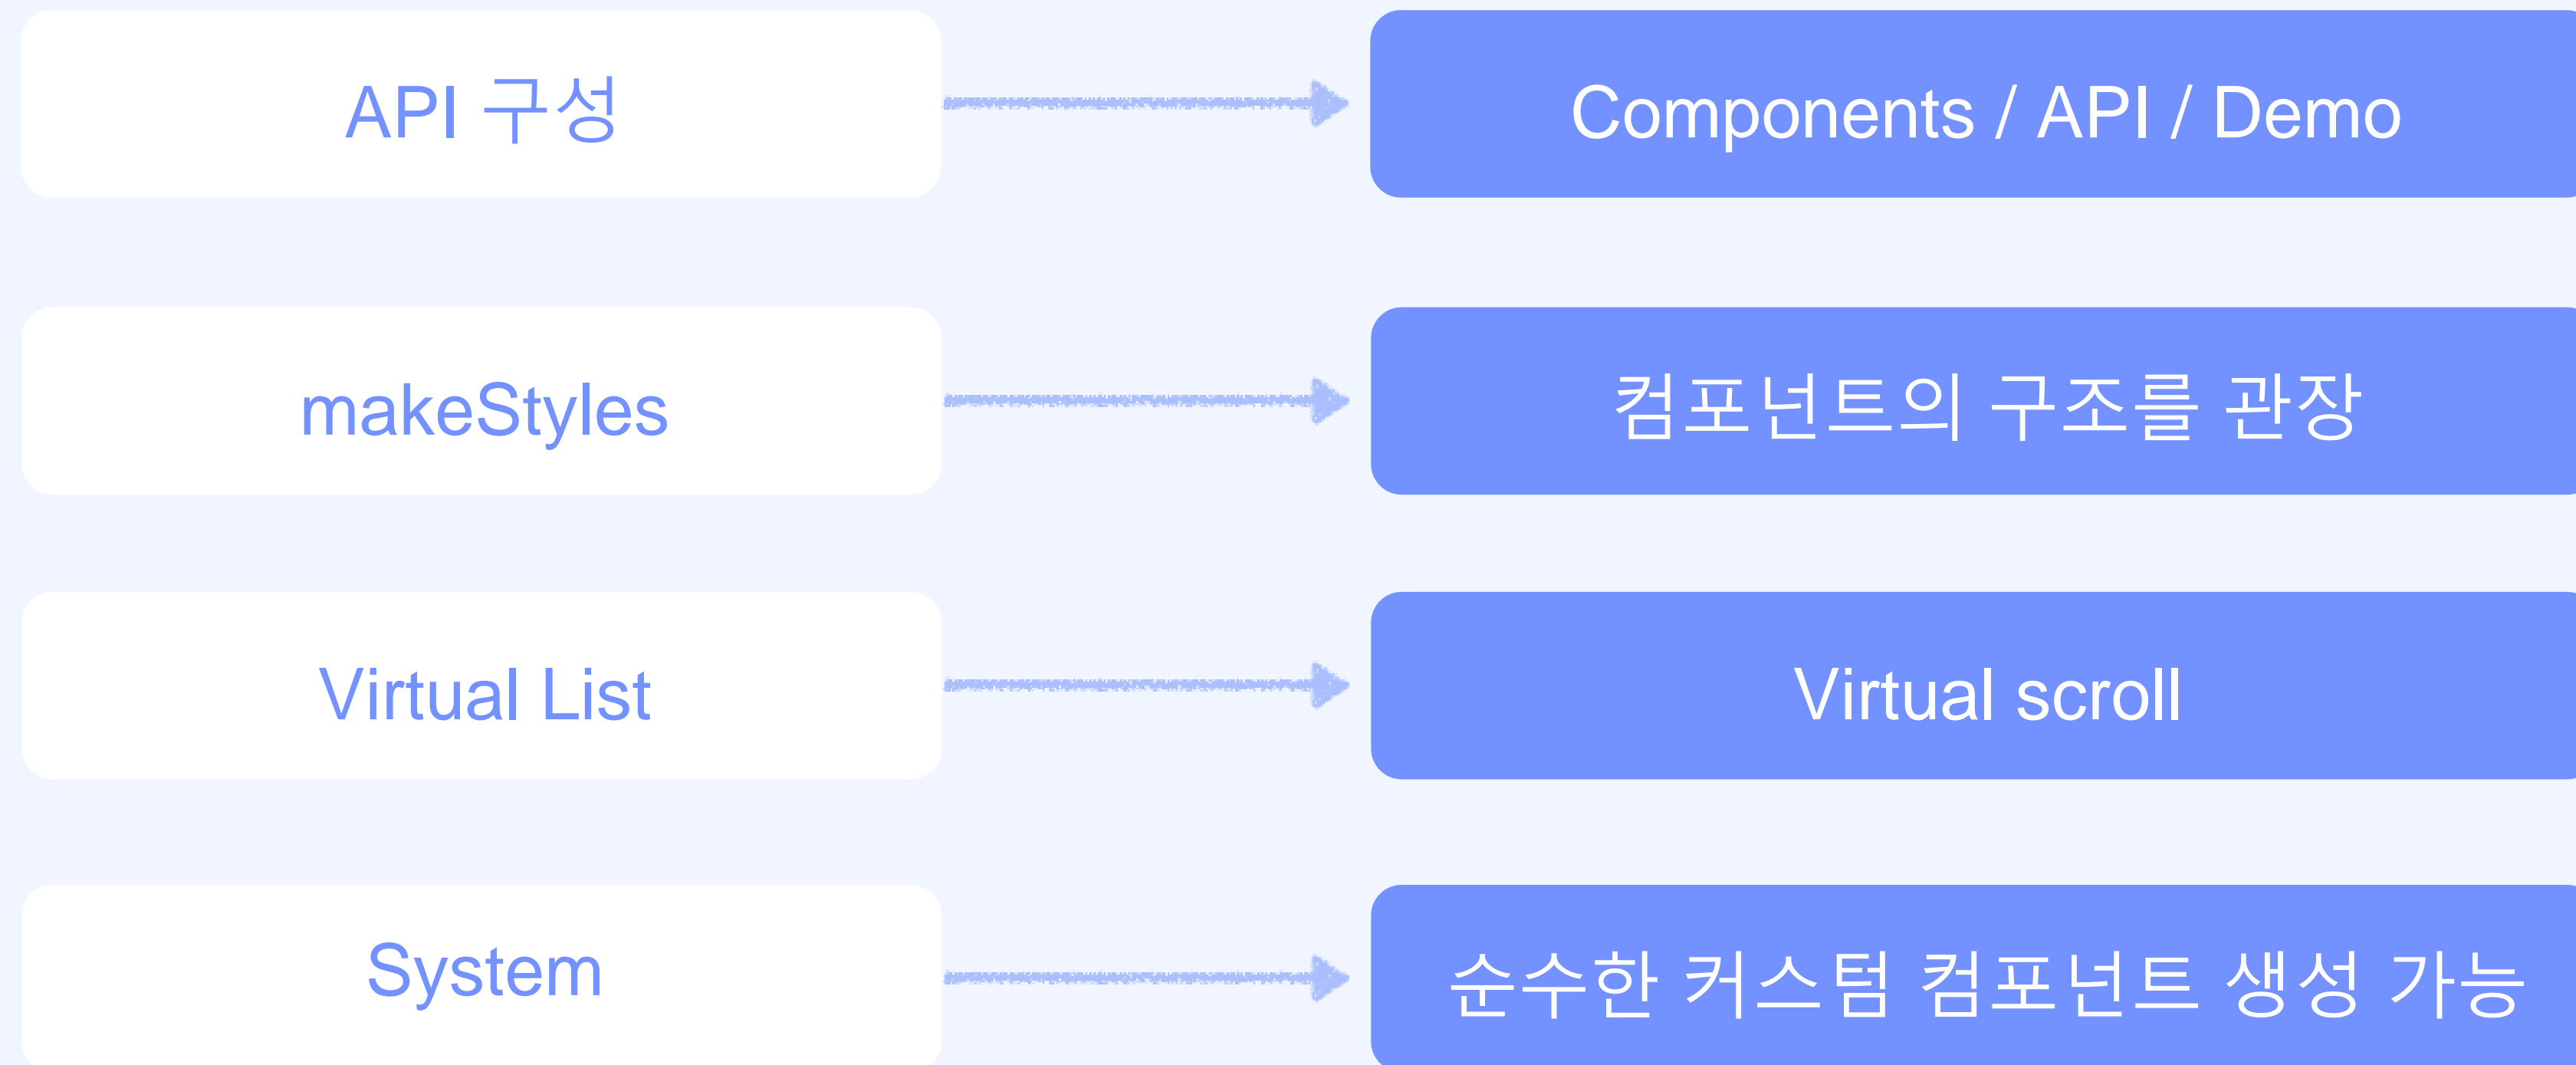 API 구성
Components / API / Demo
makeStyles
컴포넌트의 구조를 관장
Virtual List
Virtual scroll
System
순수한 커스텀 컴포넌트 생성 가능